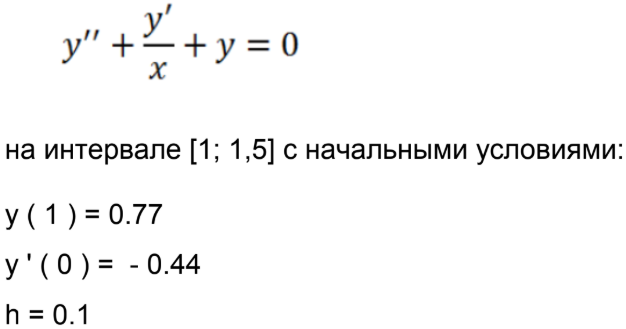 y'' + y'/x + y = 0
на интервале [1; 1,5] с начальными условиями:
y ( 1 ) = 0.77
y ' ( 0 ) = - 0.44
h = 0.1